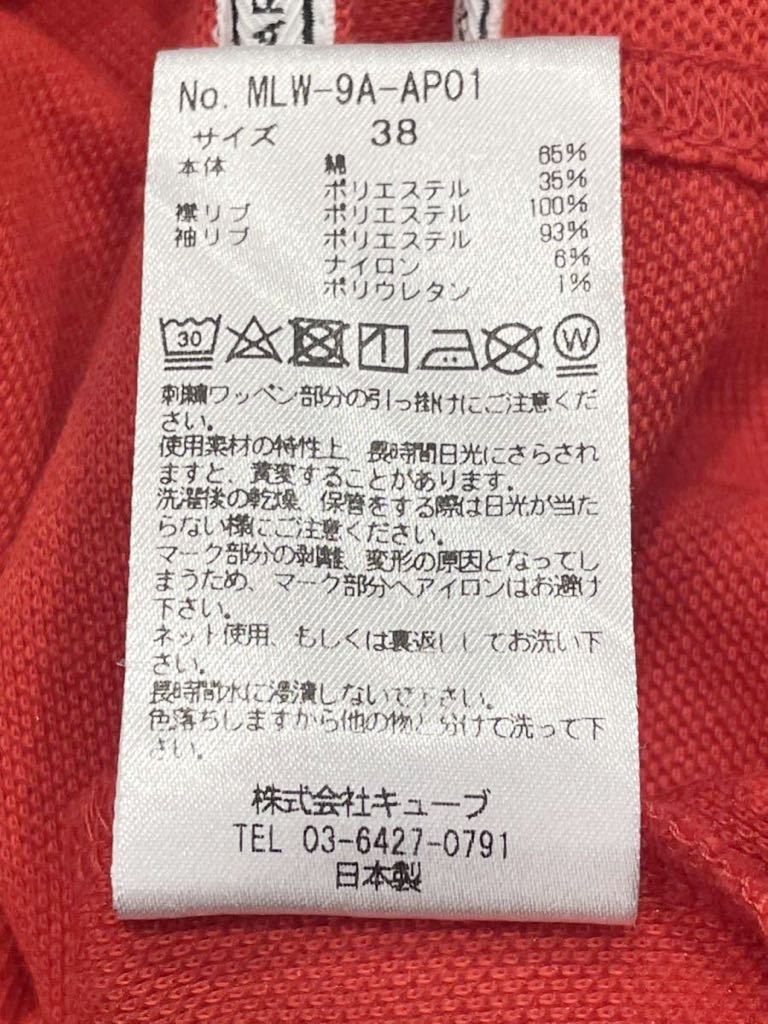 No. MLW-9A-AP01
サイズ 38
本体 綿 65%
ポリエステル 35%
襟リブ ポリエステル 100%
袖リブ ポリエステル 93%
ナイロン 6%
ポリウレタン 1%
30
W
刺繍ワッペン部分の引っ掛けにご注意くだ
さい。
使用素材の特性上、長時間日光にさらされ
ますと、黄変することがあります。
洗濯後の乾燥、保管をする際は日光が当た
らない様にご注意ください。
マーク部分の剥離、変形の原因となってし
まうため、マーク部分へアイロンはお避け
下さい。
ネット使用、もしくは裏返ししてお洗い下
さい。
長時間水に浸漬しないで下さい。
色落ちしますから他の物と分けて洗って下
さい。
株式会社キューブ
TEL 03-6427-0791
日本製